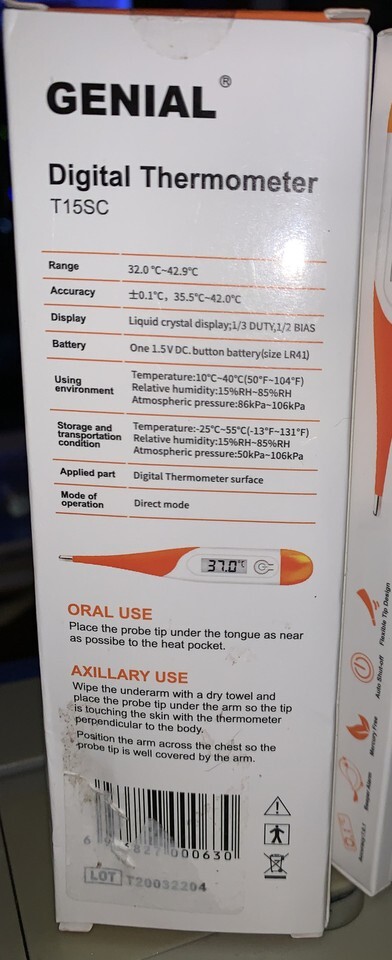 GENIAL®
Digital Thermometer
T15SC
Range 32.0℃~42.9℃
Accuracy ±0.1℃, 35.5℃~42.0℃
Display Liquid crystal display;1/3 DUTY,1/2 BIAS
Battery One 1.5V DC. button battery(size LR41)
Using environment Temperature:10℃~40℃(50℉~104℉)
Relative humidity:15%RH~85%RH
Atmospheric pressure:86kPa~106kPa
Storage and transportation condition Temperature:-25℃~55℃(-13℉~131℉)
Relative humidity:15%RH~85%RH
Atmospheric pressure:50kPa~106kPa
Applied part Digital Thermometer surface
Mode of operation Direct mode
37.0℃
ORAL USE
Place the probe tip under the tongue as near
as possibe to the heat pocket.
AXILLARY USE
Wipe the underarm with a dry towel and
place the probe tip under the arm so the tip
is touching the skin with the thermometer
perpendicular to the body.
Position the arm across the chest so the
probe tip is well covered by the arm.
000630
LOT T20032204
Flexible Tip Design
Auto Shut-off
Memory Free